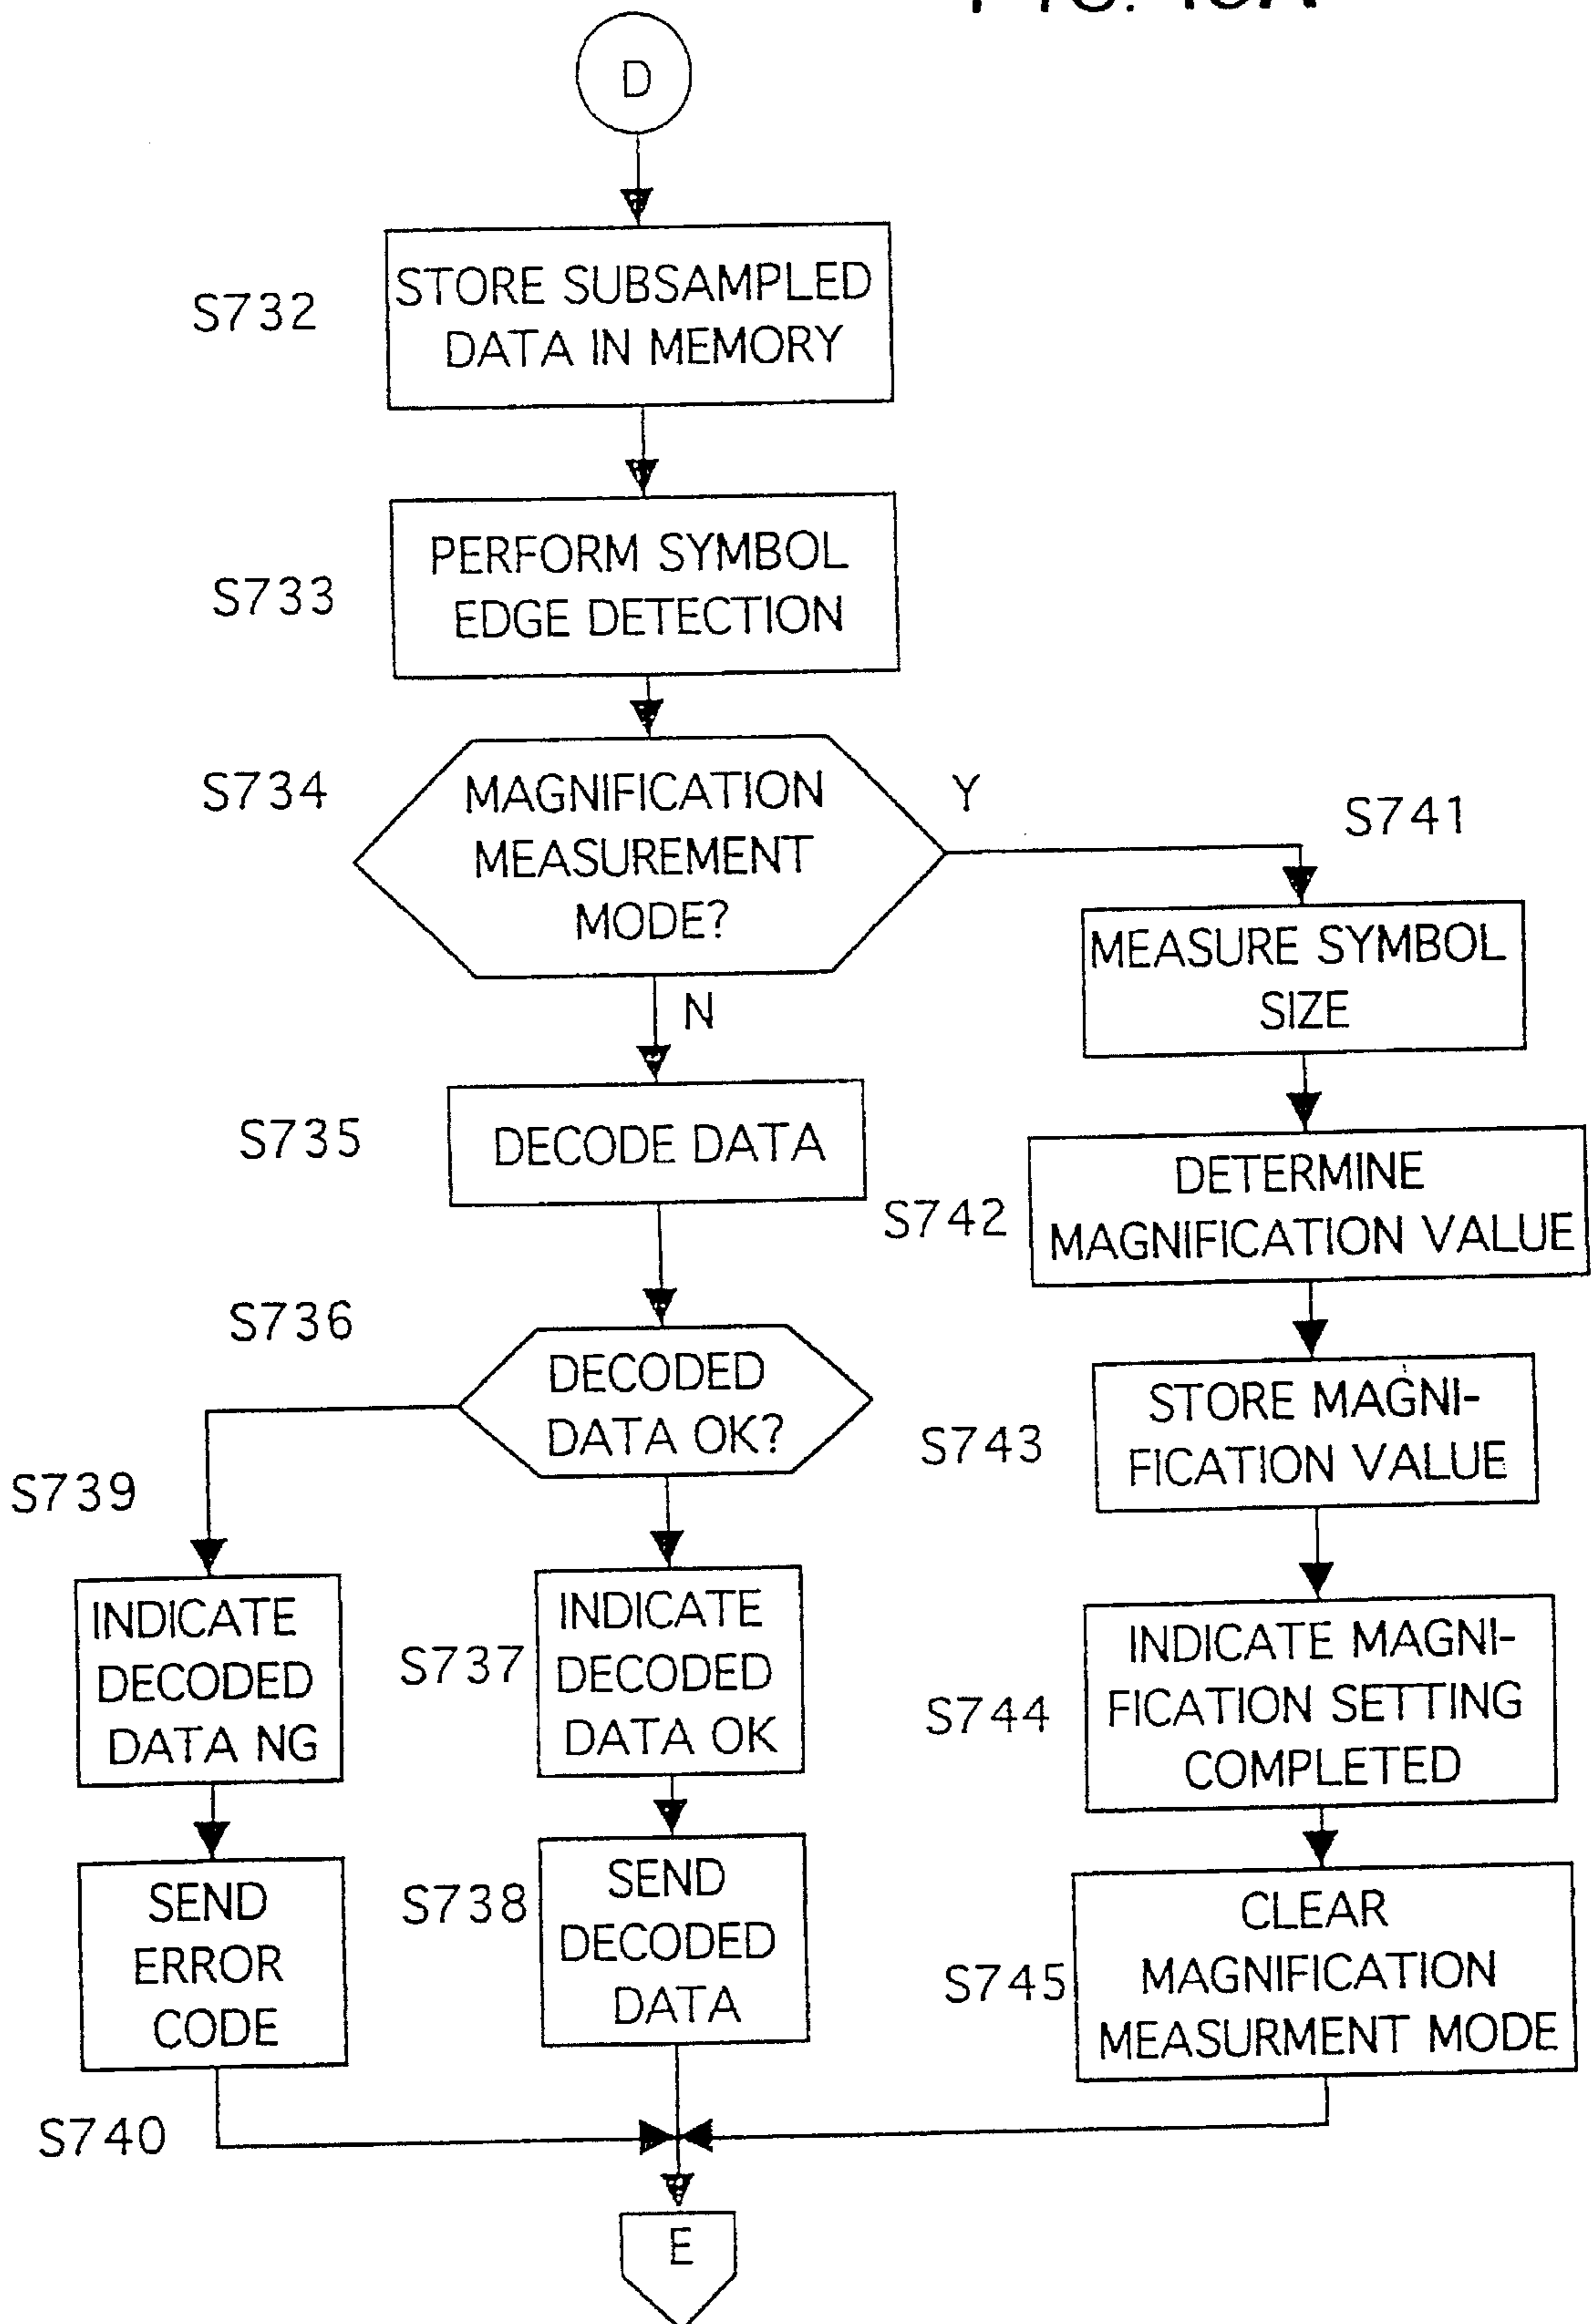 D
S732
STORE SUBSAMPLED
DATA IN MEMORY
S733
PERFORM SYMBOL
EDGE DETECTION
S734
MAGNIFICATION
MEASUREMENT
MODE?
Y
N
S741
MEASURE SYMBOL
SIZE
S735
DECODE DATA
S742
DETERMINE
MAGNIFICATION VALUE
S736
DECODED
DATA OK?
S743
STORE MAGNI-
FICATION VALUE
S739
INDICATE
DECODED
DATA NG
S737
INDICATE
DECODED
DATA OK
S744
INDICATE MAGNI-
FICATION SETTING
COMPLETED
SEND
ERROR
CODE
S738
SEND
DECODED
DATA
S745
CLEAR
MAGNIFICATION
MEASURMENT MODE
S740
E